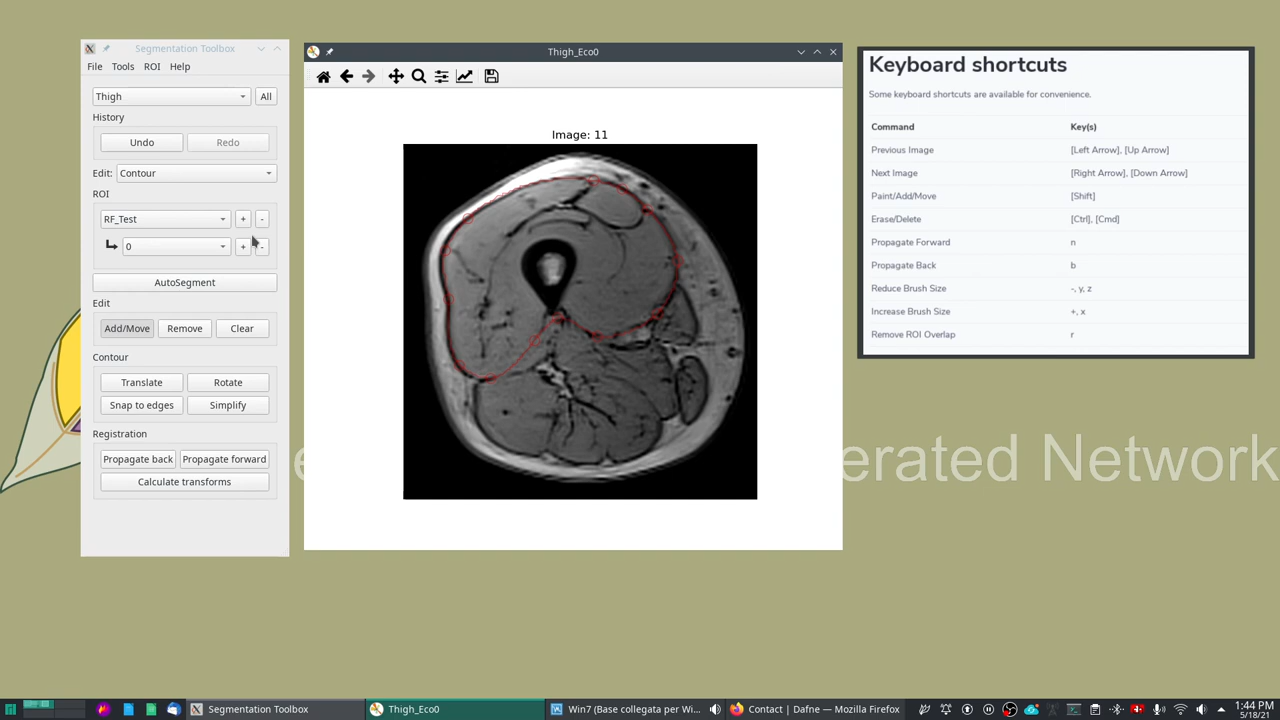 Segmentation Toolbox
File Tools ROI Help
Thigh All
History
Undo Redo
Edit: Contour
ROI
RF_Test + -
0 + -
AutoSegment
Edit
Add/Move Remove Clear
Contour
Translate Rotate
Snap to edges Simplify
Registration
Propagate back Propagate forward
Calculate transforms
Thigh_Eco0
Image: 11
Keyboard shortcuts
Some keyboard shortcuts are available for convenience.
Command Key(s)
Previous Image [Left Arrow], [Up Arrow]
Next Image [Right Arrow], [Down Arrow]
Paint/Add/Move [Shift]
Erase/Delete [Ctrl], [Cmd]
Propagate Forward n
Propagate Back b
Reduce Brush Size -, y, z
Increase Brush Size +, x
Remove ROI Overlap r
erated Network
Segmentation Toolbox
Thigh_Eco0
Win7 (Base collegata per Wi...
Contact | Dafne — Mozilla Firefox
1:44 PM
5/18/21